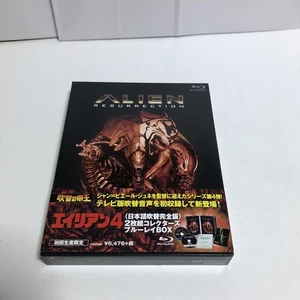 ALIEN
RESURRECTION
吹替の帝王
ジャン=ピエール・ジュネを監督に迎えたシリーズ第4弾!
テレビ版吹替音声を初収録して新登場!
エイリアン4
〈日本語吹替完全版〉
2枚組コレクターズ
ブルーレイBOX
初回生産限定
¥6,476+税